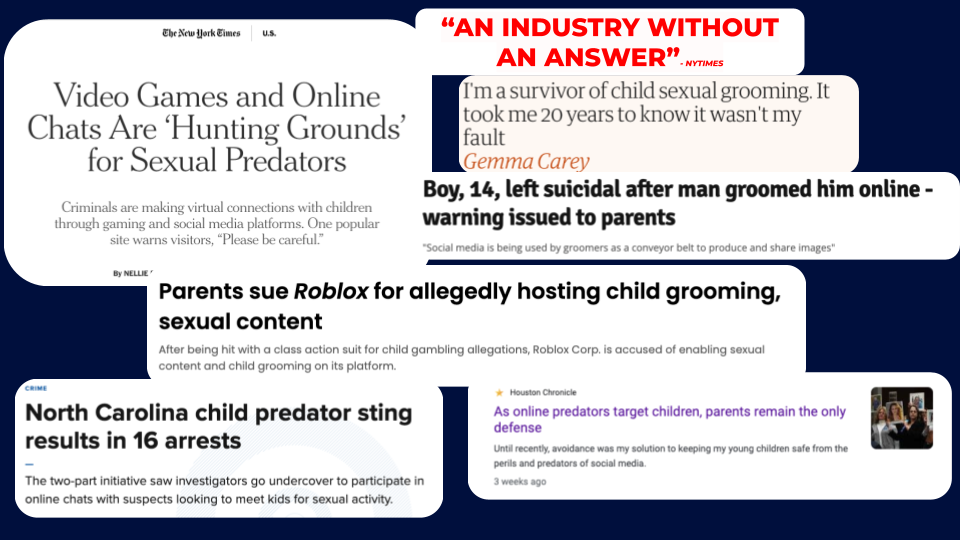 The New York Times | U.S.
Video Games and Online
Chats Are ‘Hunting Grounds’
for Sexual Predators
Criminals are making virtual connections with children
through gaming and social media platforms. One popular
site warns visitors, “Please be careful.”
By NELLIE
“AN INDUSTRY WITHOUT
AN ANSWER” - NYTIMES
I'm a survivor of child sexual grooming. It
took me 20 years to know it wasn't my
fault
Gemma Carey
Boy, 14, left suicidal after man groomed him online -
warning issued to parents
"Social media is being used by groomers as a conveyor belt to produce and share images"
Parents sue Roblox for allegedly hosting child grooming,
sexual content
After being hit with a class action suit for child gambling allegations, Roblox Corp. is accused of enabling sexual
content and child grooming on its platform.
CRIME
North Carolina child predator sting
results in 16 arrests
The two-part initiative saw investigators go undercover to participate in
online chats with suspects looking to meet kids for sexual activity.
Houston Chronicle
As online predators target children, parents remain the only
defense
Until recently, avoidance was my solution to keeping my young children safe from the
perils and predators of social media.
3 weeks ago